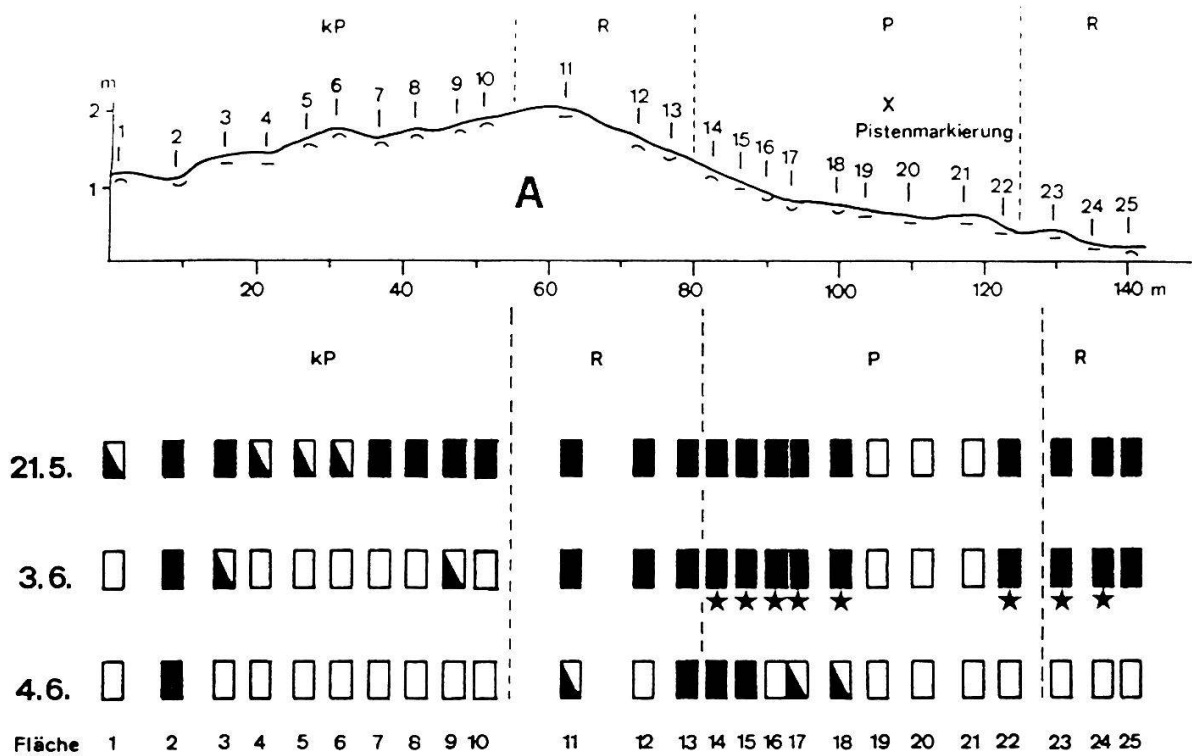 kP R P R
m
2
1
1 2 3 4 5 6 7 8 9 10 11 12 13 14 15 16 17 18 19 20 21 22 23 24 25
X
Pistenmarkierung
A
20 40 60 80 100 120 140 m
kP R P R
21.5.
3.6.
4.6.
Fläche 1 2 3 4 5 6 7 8 9 10 11 12 13 14 15 16 17 18 19 20 21 22 23 24 25